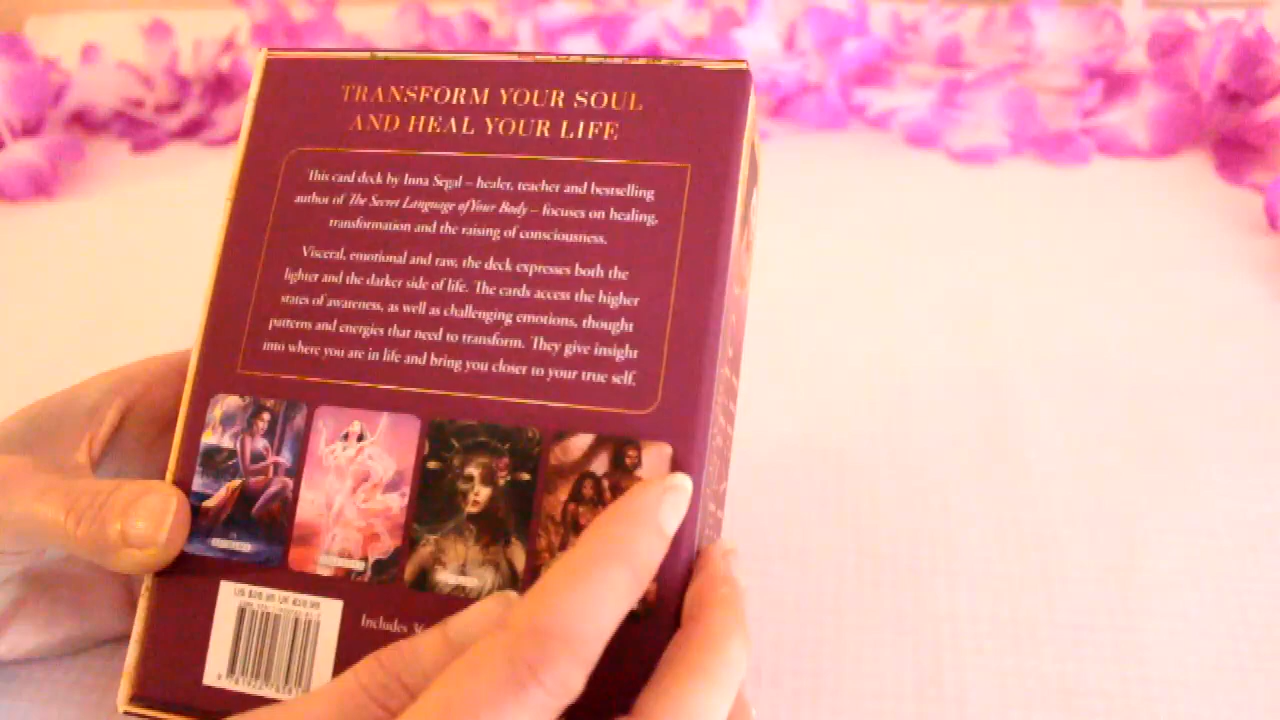 TRANSFORM YOUR SOUL
AND HEAL YOUR LIFE
This card deck by Inna Segal – healer, teacher and bestselling
author of The Secret Language of Your Body – focuses on healing,
transformation and the raising of consciousness.
Visceral, emotional and raw, the deck expresses both the
lighter and the darker side of life. The cards access the higher
states of awareness, as well as challenging emotions, thought
patterns and energies that need to transform. They give insight
into where you are in life and bring you closer to your true self.
Includes